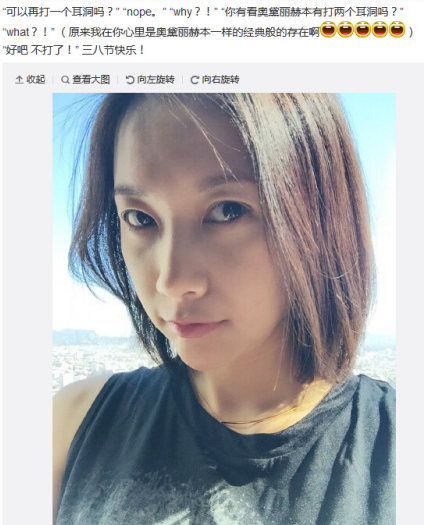 “可以再打一个耳洞吗？” “nope。” “why？！” “你有看奥黛丽赫本有打两个耳洞吗？”
“what？！”（原来我在你心里是奥黛丽赫本一样的经典般的存在啊）
“好吧 不打了！” 三八节快乐！
收起 查看大图 向左旋转 向右旋转